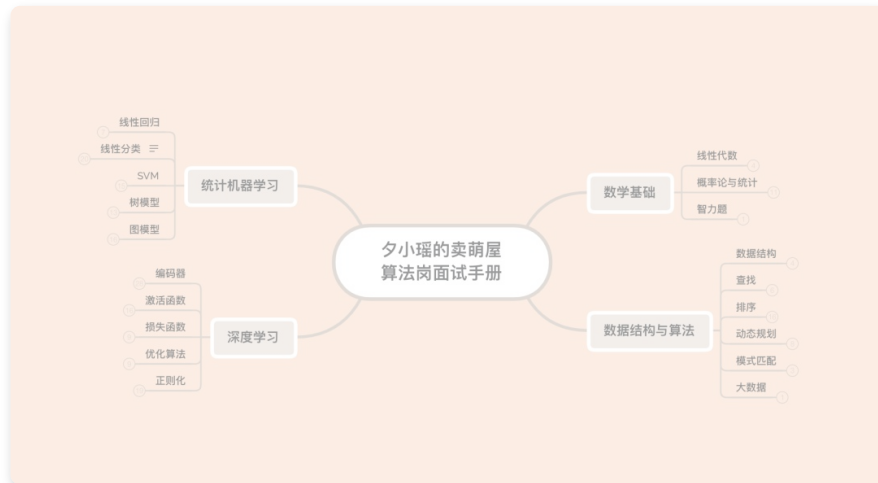 夕小瑶的卖萌屋
算法岗面试手册
统计机器学习
线性回归
线性分类
SVM
树模型
图模型
深度学习
编码器
激活函数
损失函数
优化算法
正则化
数学基础
线性代数
概率论与统计
智力题
数据结构与算法
数据结构
查找
排序
动态规划
模式匹配
大数据